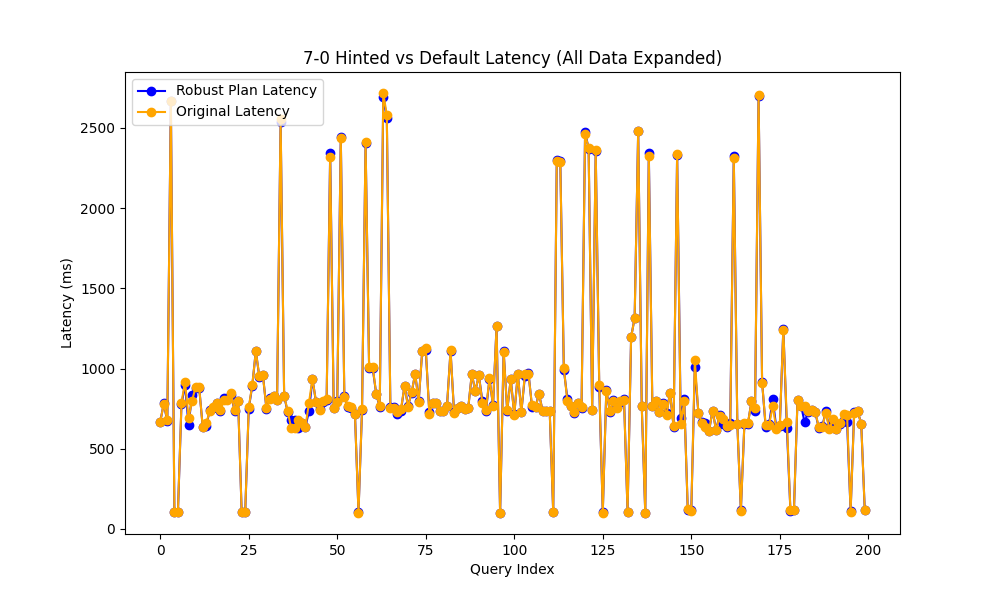 7-0 Hinted vs Default Latency (All Data Expanded)
Robust Plan Latency
Original Latency
Latency (ms)
2500
2000
1500
1000
500
0
0 25 50 75 100 125 150 175 200
Query Index